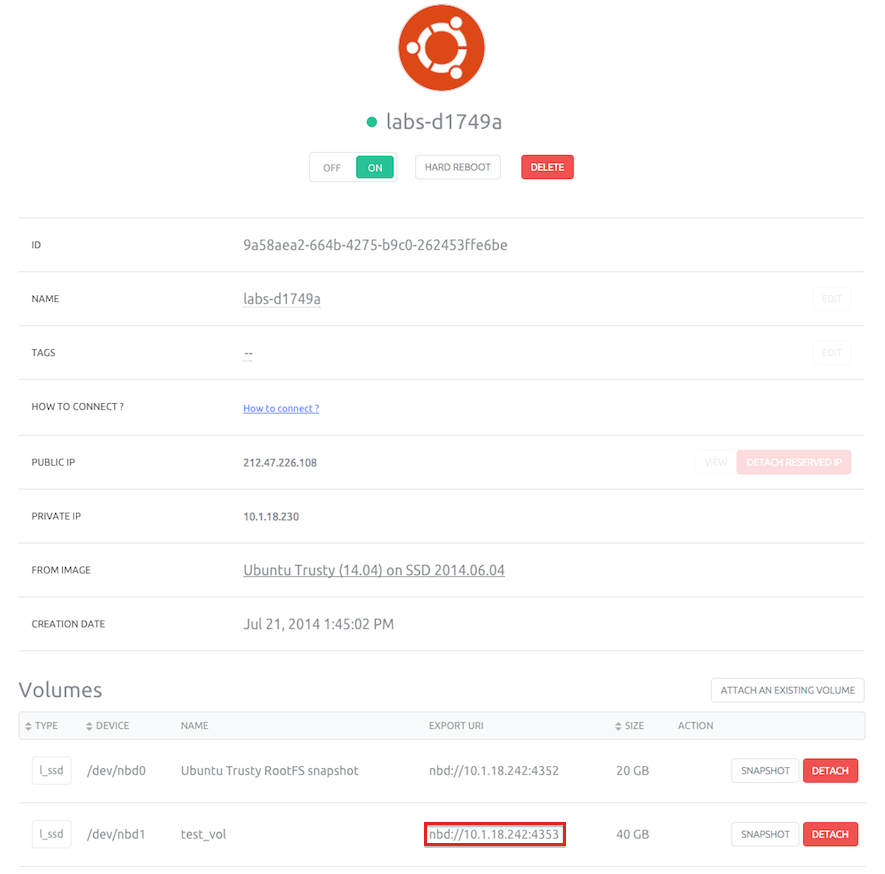 labs-d1749a
OFF ON HARD REBOOT DELETE
ID 9a58aea2-664b-4275-b9c0-262453ffe6be
NAME labs-d1749a EDIT
TAGS -- EDIT
HOW TO CONNECT ? How to connect ?
PUBLIC IP 212.47.226.108 VIEW DETACH RESERVED IP
PRIVATE IP 10.1.18.230
FROM IMAGE Ubuntu Trusty (14.04) on SSD 2014.06.04
CREATION DATE Jul 21, 2014 1:45:02 PM
Volumes ATTACH AN EXISTING VOLUME
TYPE DEVICE NAME EXPORT URI SIZE ACTION
l_ssd /dev/nbd0 Ubuntu Trusty RootFS snapshot nbd://10.1.18.242:4352 20 GB SNAPSHOT DETACH
l_ssd /dev/nbd1 test_vol nbd://10.1.18.242:4353 40 GB SNAPSHOT DETACH